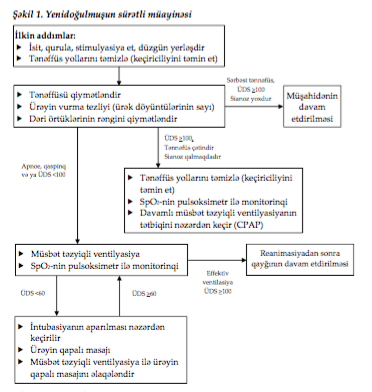 Şəkil 1. Yenidoğulmuşun sürətli müayinəsi
İlkin addımlar:
▶ İsit, qurula, stimulyasiya et, düzgün yerləşdir
▶ Tənəffüs yollarını təmizlə (keçiriciliyini təmin et)
▶ Tənəffüsü qiymətləndir
▶ Ürəyin vurma tezliyi (ürək döyüntülərinin sayı)
▶ Dəri örtüklərinin rəngini qiymətləndir
Sərbəst tənəffüs,
ÜDS ≥100
Sianoz yoxdur
Müşahidənin
davam
etdirilməsi
ÜDS ≥100,
Tənəffüs çətindir
Sianoz qalmaqdadır
Apnoe, qaspinq
və ya ÜDS <100
▶ Tənəffüs yollarını təmizlə (keçiriciliyini
təmin et)
▶ SpO₂-nin pulsoksimetr ilə monitorinqi
▶ Davamlı müsbət təzyiqli ventilyasiyanın
tətbiqini nəzərdən keçir (CPAP)
▶ Müsbət təzyiqli ventilyasiya
▶ SpO₂-nin pulsoksimetr ilə monitorinqi
Effektiv
ventilasiya
ÜDS ≥100
Reanimasiyadan sonra
qayğının davam etdirilməsi
ÜDS <60
ÜDS ≥60
▶ İntubasiyanın aparılması nəzərdən
keçirilir
▶ Ürəyin qapalı masajı
▶ Müsbət təzyiqli ventilyasiya ilə ürəyin
qapalı masajını əlaqələndir